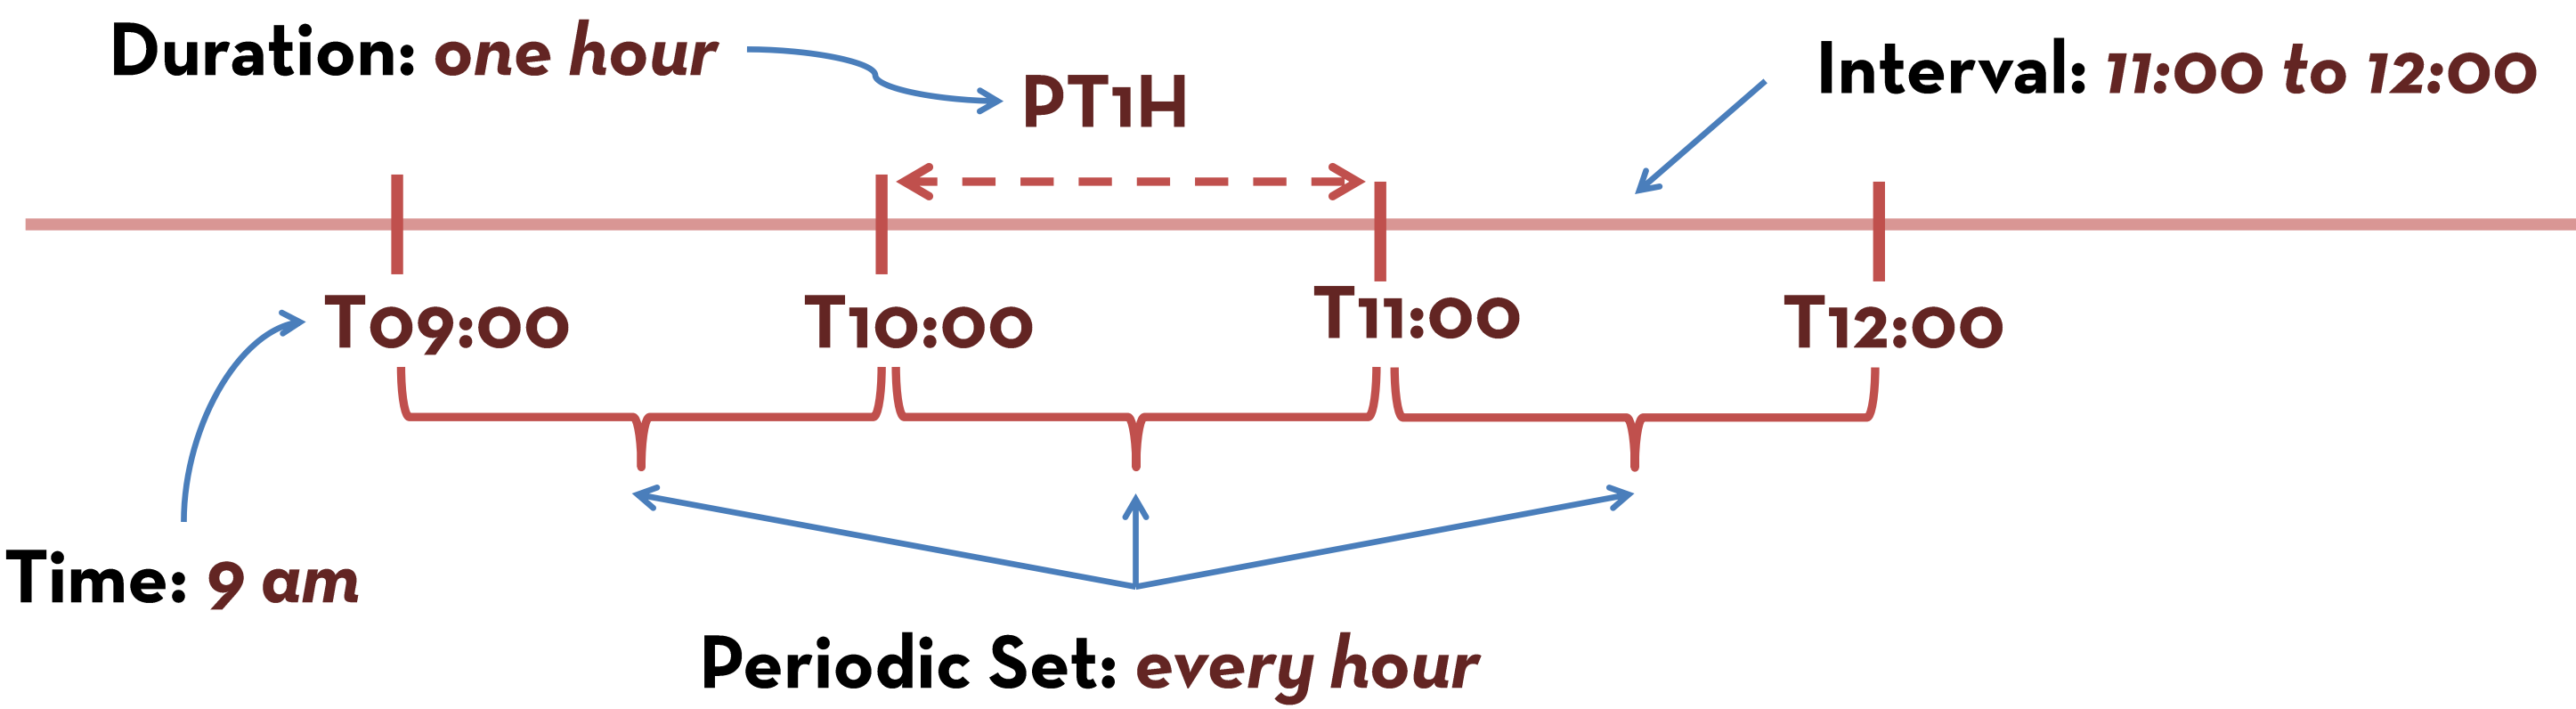 Duration: one hour
PT1H
Interval: 11:00 to 12:00
T09:00
T10:00
T11:00
T12:00
Time: 9 am
Periodic Set: every hour